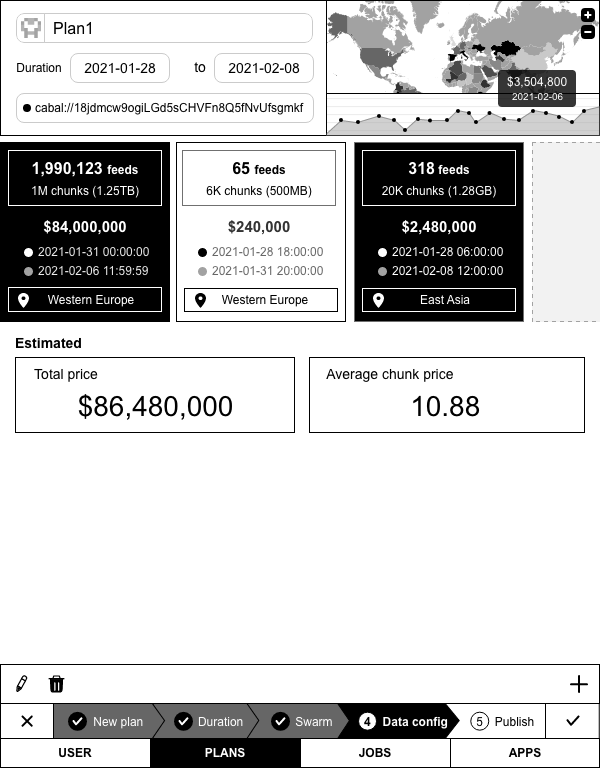 Plan1
Duration 2021-01-28 to 2021-02-08
cabal://18jdmcw9ogiLGd5sCHVFn8Q5fNvUfsgmkf
$3,504,800
2021-02-06
1,990,123 feeds
1M chunks (1.25TB)
$84,000,000
2021-01-31 00:00:00
2021-02-06 11:59:59
Western Europe
65 feeds
6K chunks (500MB)
$240,000
2021-01-28 18:00:00
2021-01-31 20:00:00
Western Europe
318 feeds
20K chunks (1.28GB)
$2,480,000
2021-01-28 06:00:00
2021-02-08 12:00:00
East Asia
Estimated
Total price
$86,480,000
Average chunk price
10.88
New plan
Duration
Swarm
4 Data config
5 Publish
USER
PLANS
JOBS
APPS